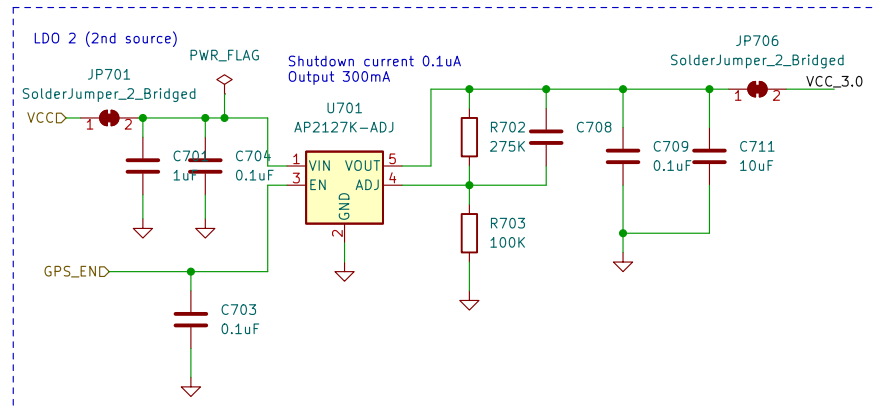 LDO 2 (2nd source)
PWR_FLAG
JP701
SolderJumper_2_Bridged
VCC
1
2
C701
1uF
C704
0.1uF
Shutdown current 0.1uA
Output 300mA
U701
AP2127K-ADJ
1
VIN
VOUT
5
3
EN
ADJ
4
GND
2
R702
275K
C708
R703
100K
C709
0.1uF
C711
10uF
JP706
SolderJumper_2_Bridged
1
2
VCC_3.0
GPS_EN
C703
0.1uF